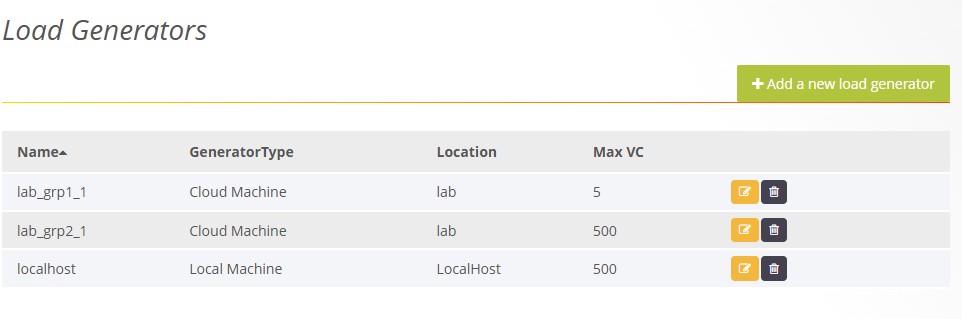 Load Generators
Add a new load generator
Name GeneratorType Location Max VC
lab_grp1_1 Cloud Machine lab 5
lab_grp2_1 Cloud Machine lab 500
localhost Local Machine LocalHost 500